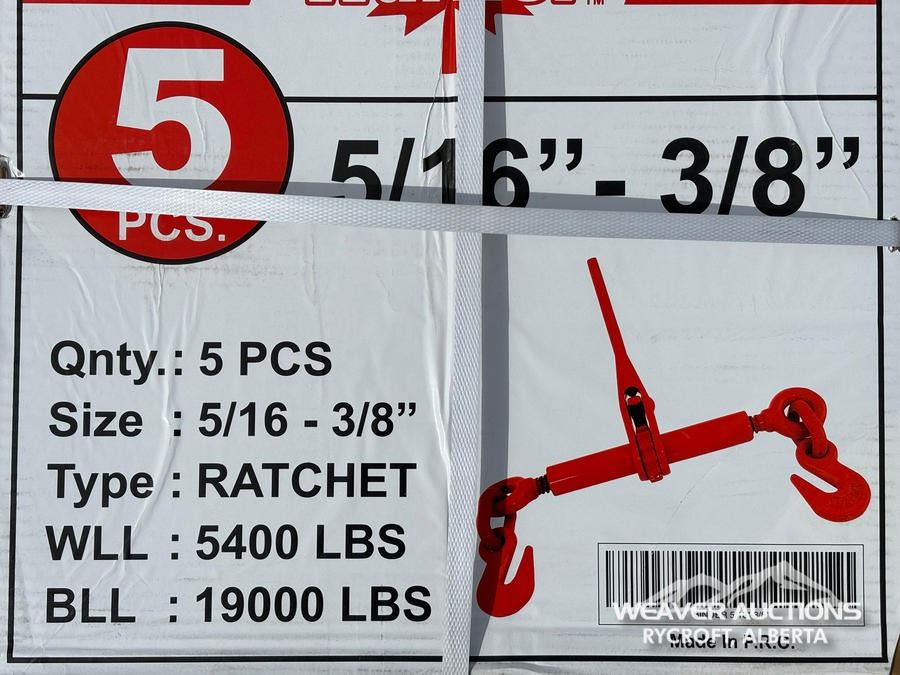 TM
5
PCS.
5/16” - 3/8”
Qnty.: 5 PCS
Size : 5/16 - 3/8”
Type : RATCHET
WLL : 5400 LBS
BLL : 19000 LBS
WEAVER AUCTIONS
RYCROFT, ALBERTA
Made In P.R.C.